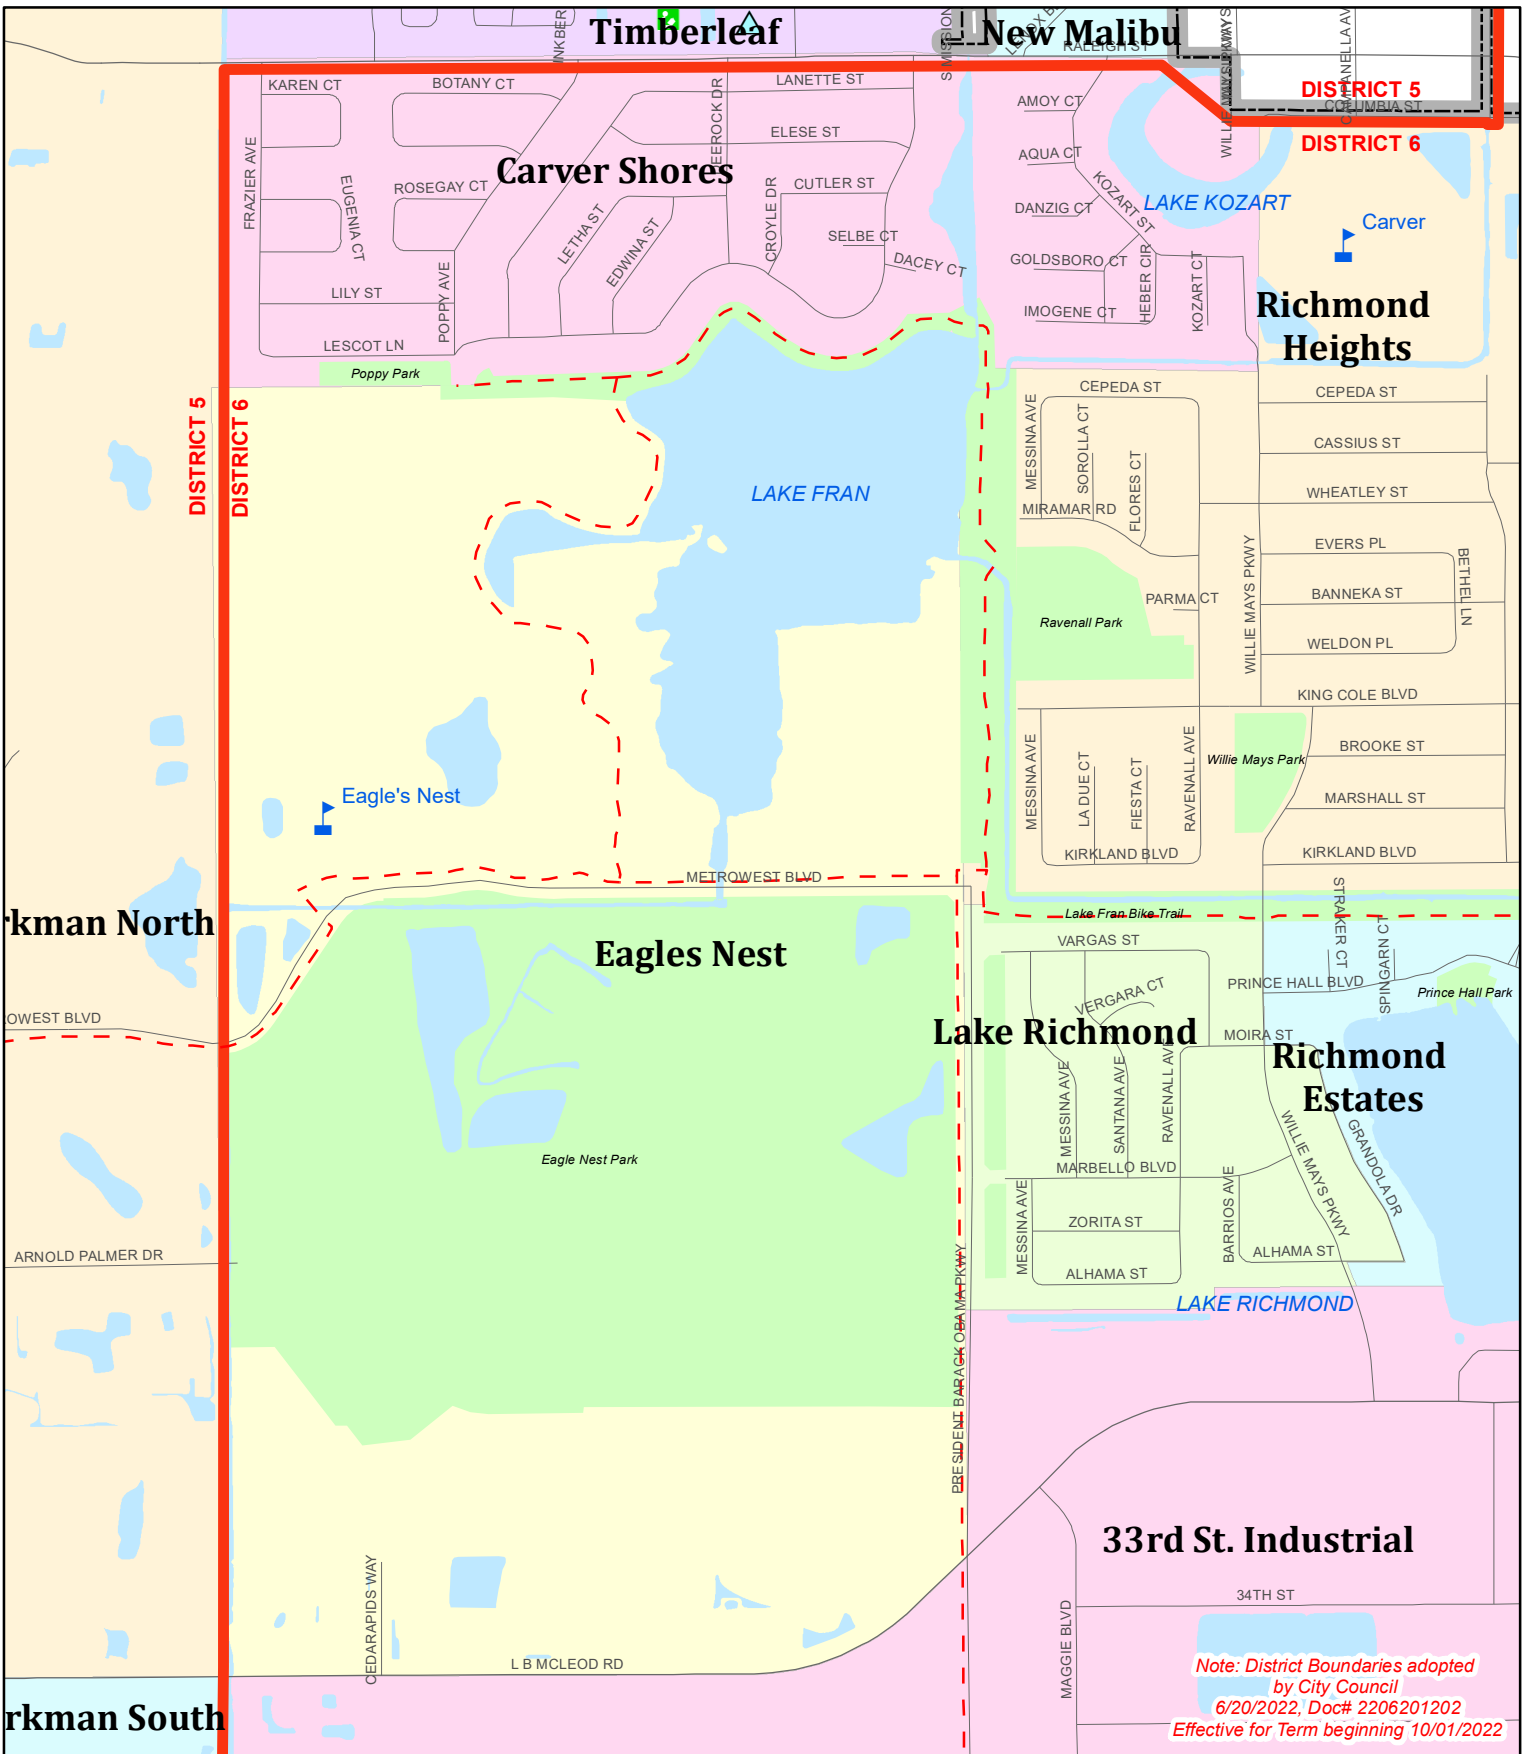 Timberleaf
New Malibu
INKBER
S MISSION
RALEIGH ST
KAREN CT
BOTANY CT
LANETTE ST
AMOY CT
DISTRICT 5
COLUMBIA ST
DISTRICT 6
ELESE ST
AQUA CT
Carver Shores
FRAZIER AVE
EUGENIA CT
ROSEGAY CT
EEROCK DR
CUTLER ST
KOZART ST
LAKE KOZART
DANZIG CT
Carver
LETHA ST
EDWINA ST
CROYLE DR
SELBE CT
DACEY CT
GOLDSBORO CT
HEBER CIR
KOZART CT
LILY ST
POPPY AVE
IMOGENE CT
Richmond
Heights
LESCOT LN
Poppy Park
DISTRICT 5
DISTRICT 6
CEPEDA ST
CEPEDA ST
MESSINA AVE
SOROLLA CT
FLORES CT
CASSIUS ST
LAKE FRAN
WHEATLEY ST
MIRAMAR RD
EVERS PL
BETHEL LN
WILLIE MAYS PKWY
BANNEKA ST
PARMA CT
Ravenall Park
WELDON PL
KING COLE BLVD
MESSINA AVE
LA DUE CT
FIESTA CT
RAVENALL AVE
Willie Mays Park
BROOKE ST
Eagle's Nest
MARSHALL ST
KIRKLAND BLVD
KIRKLAND BLVD
METROWEST BLVD
rkman North
Lake Fran Bike Trail
STRAKER CT
SPINGARN CT
Eagles Nest
VARGAS ST
PRINCE HALL BLVD
Prince Hall Park
VERGARA CT
OWEST BLVD
Lake Richmond
MOIRA ST
Richmond
Estates
MESSINA AVE
SANTANA AVE
RAVENALL AVE
WILLIE MAYS PKWY
GRANDOLA DR
Eagle Nest Park
MARBELLO BLVD
MESSINA AVE
BARRIOS AVE
ZORITA ST
ARNOLD PALMER DR
ALHAMA ST
ALHAMA ST
LAKE RICHMOND
PRESIDENT BARACK OBAMA PKWY
33rd St. Industrial
CEDARAPIDS WAY
34TH ST
MAGGIE BLVD
L B MCLEOD RD
rkman South
Note: District Boundaries adopted
by City Council
6/20/2022, Doc# 2206201202
Effective for Term beginning 10/01/2022